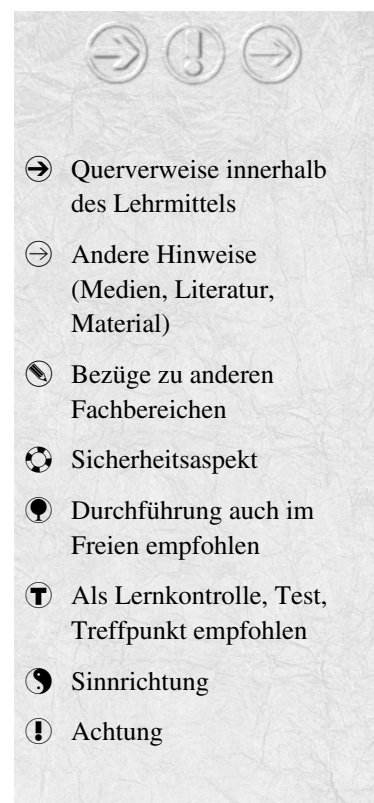 Querverweise innerhalb
des Lehrmittels
Andere Hinweise
(Medien, Literatur,
Material)
Bezüge zu anderen
Fachbereichen
Sicherheitsaspekt
Durchführung auch im
Freien empfohlen
T Als Lernkontrolle, Test,
Treffpunkt empfohlen
Sinnrichtung
! Achtung